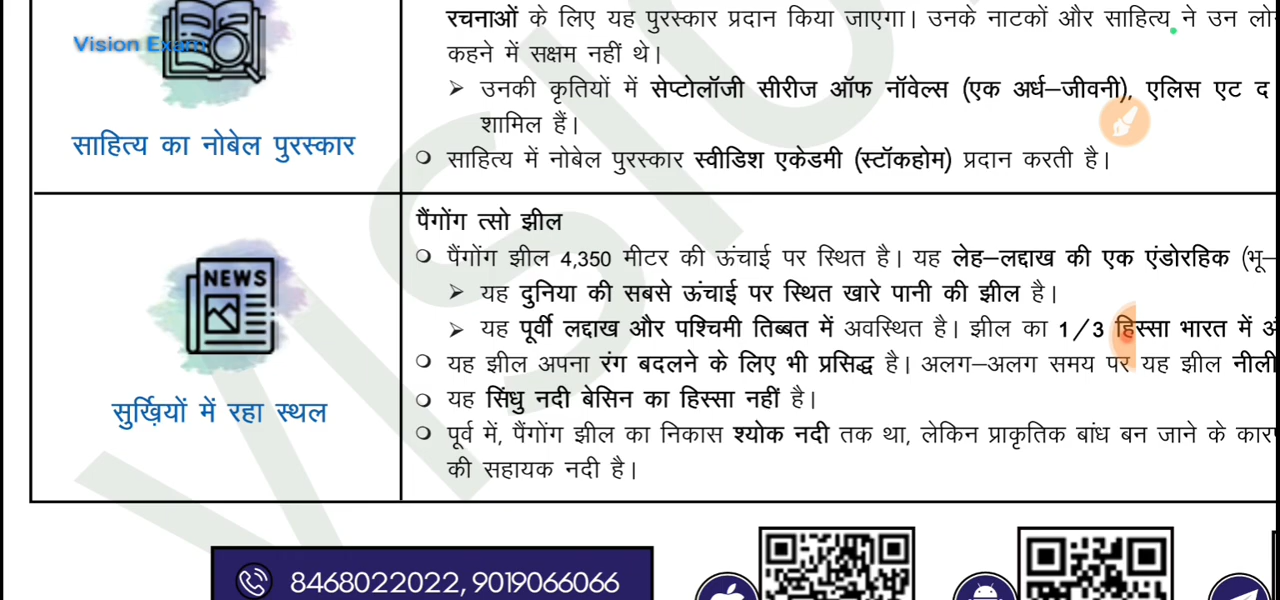 रचनाओं के लिए यह पुरस्कार प्रदान किया जाएगा। उनके नाटकों और साहित्य ने उन
Vision Exam
कहने में सक्षम नहीं थे।
➤ उनकी कृतियों में सेप्टोलॉजी सीरीज ऑफ नॉवेल्स (एक अर्ध–जीवनी), एलिस एट द
शामिल हैं।
साहित्य का नोबेल पुरस्कार
○ साहित्य में नोबेल पुरस्कार स्वीडिश एकेडमी (स्टॉकहोम) प्रदान करती है।
NEWS
सुर्ख़ियों में रहा स्थल
पैंगोंग त्सो झील
○ पैंगोंग झील 4,350 मीटर की ऊंचाई पर स्थित है। यह लेह–लद्दाख की एक एंडोरहिक (भू–
➤ यह दुनिया की सबसे ऊंचाई पर स्थित खारे पानी की झील है।
➤ यह पूर्वी लद्दाख और पश्चिमी तिब्बत में अवस्थित है। झील का 1/3 हिस्सा भारत में
○ यह झील अपना रंग बदलने के लिए भी प्रसिद्ध है। अलग–अलग समय पर यह झील नीली
○ यह सिंधु नदी बेसिन का हिस्सा नहीं है।
○ पूर्व में, पैंगोंग झील का निकास श्योक नदी तक था, लेकिन प्राकृतिक बांध बन जाने के
की सहायक नदी है।
8468022022, 9019066066